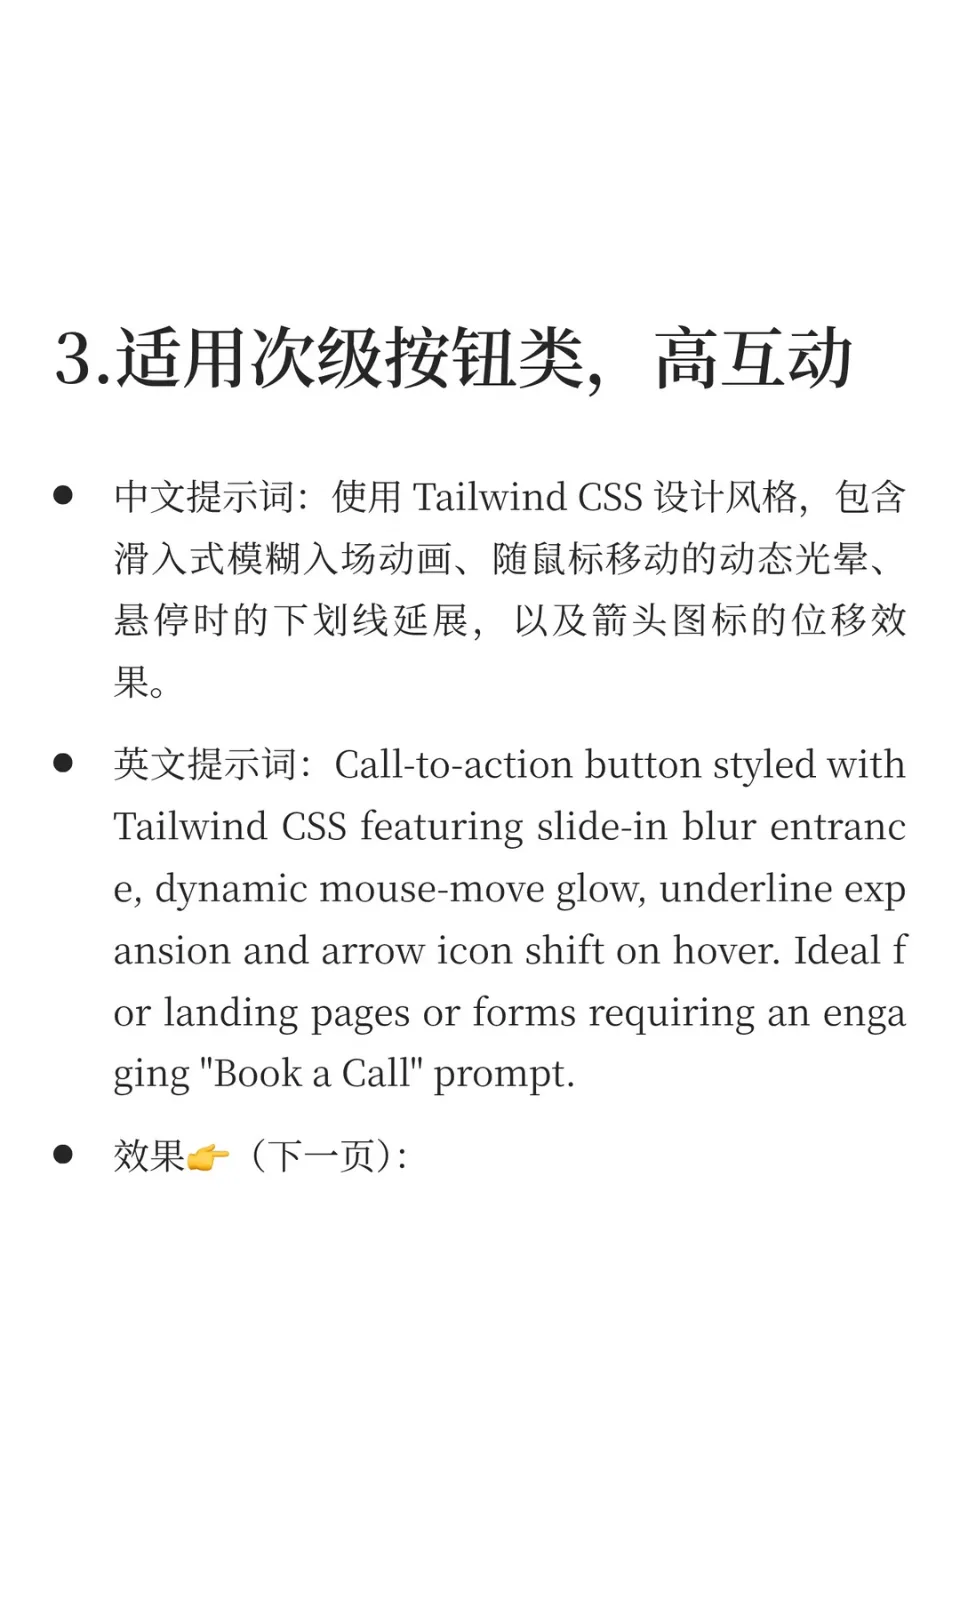 3.适用次级按钮类，高互动
● 中文提示词：使用 Tailwind CSS 设计风格，包含
滑入式模糊入场动画、随鼠标移动的动态光晕、
悬停时的下划线延展，以及箭头图标的位移效
果。
● 英文提示词：Call-to-action button styled with
Tailwind CSS featuring slide-in blur entranc
e, dynamic mouse-move glow, underline exp
ansion and arrow icon shift on hover. Ideal f
or landing pages or forms requiring an enga
ging "Book a Call" prompt.
● 效果👉（下一页）：